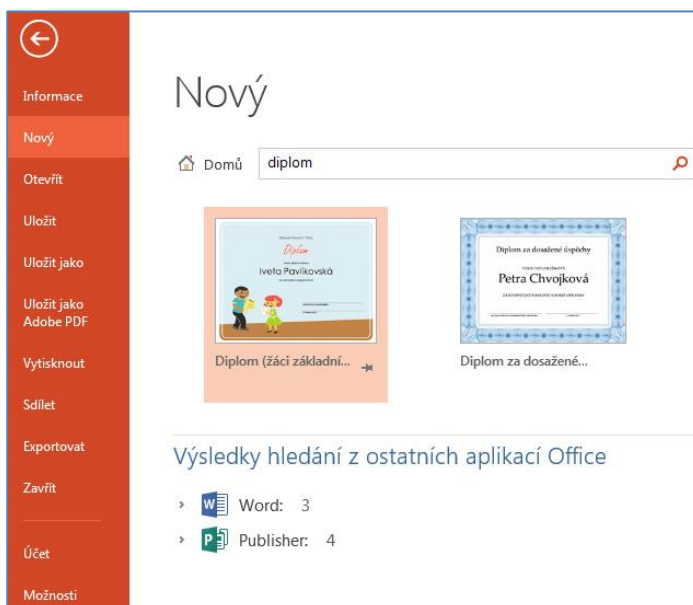 Informace
Nový
Otevřít
Uložit
Uložit jako
Uložit jako
Adobe PDF
Vytisknout
Sdílet
Exportovat
Zavřít
Účet
Možnosti
Nový
Domů
diplom
Diplom
Iveta Pavlíkovská
Diplom (žáci základní...
Diplom za dosažené úspěchy
Petra Chvojková
Diplom za dosažené...
Výsledky hledání z ostatních aplikací Office
Word: 3
Publisher: 4